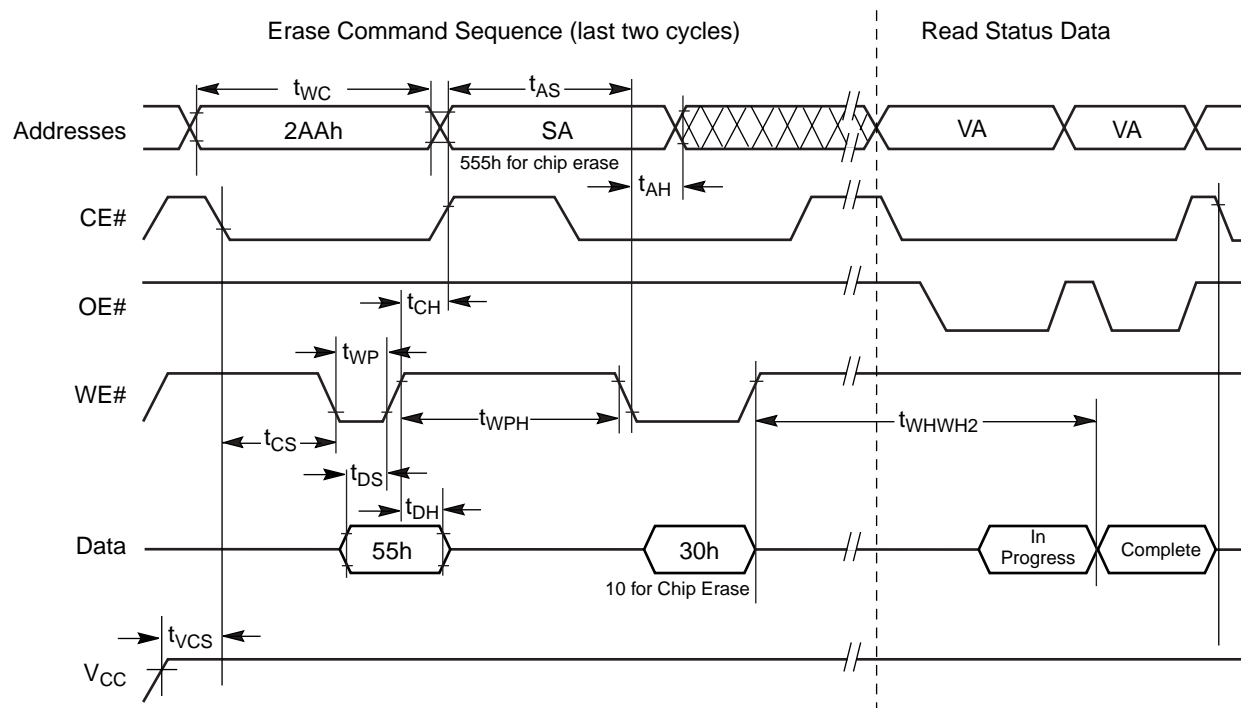 Erase Command Sequence (last two cycles)
Read Status Data
tWC
tAS
Addresses
2AAh
SA
VA
VA
555h for chip erase
tAH
CE#
OE#
tCH
tWP
WE#
tWPH
tWHWH2
tCS
tDS
tDH
Data
55h
30h
In
Progress
Complete
10 for Chip Erase
tVCS
VCC